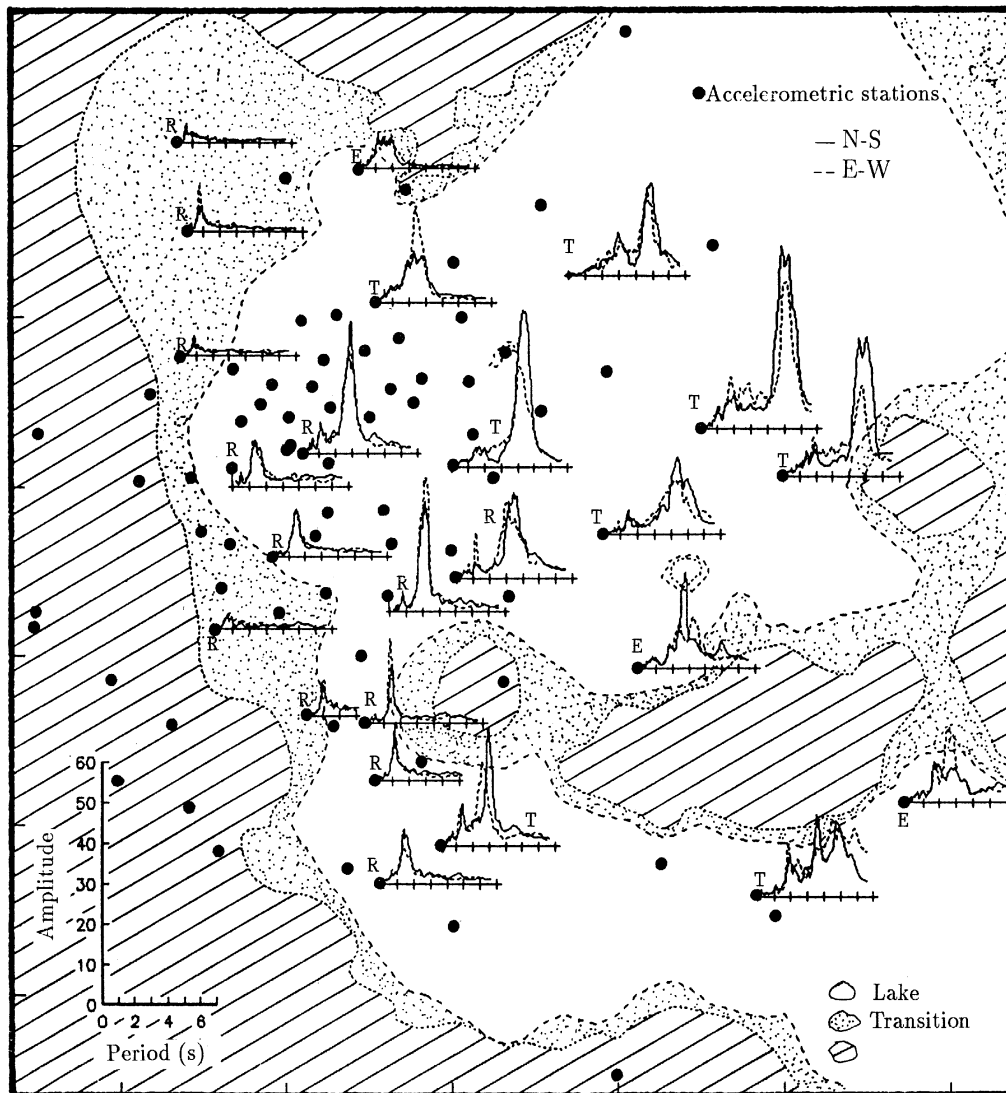 Accelerometric stations
— N-S
-- E-W
R
E
R
T
T
R
T
T
R
T
R
T
R
R
R
E
R
R
R
R
T
E
R
T
60
50
40
30
20
10
0
0 2 4 6
Amplitude
Period (s)
Lake
Transition